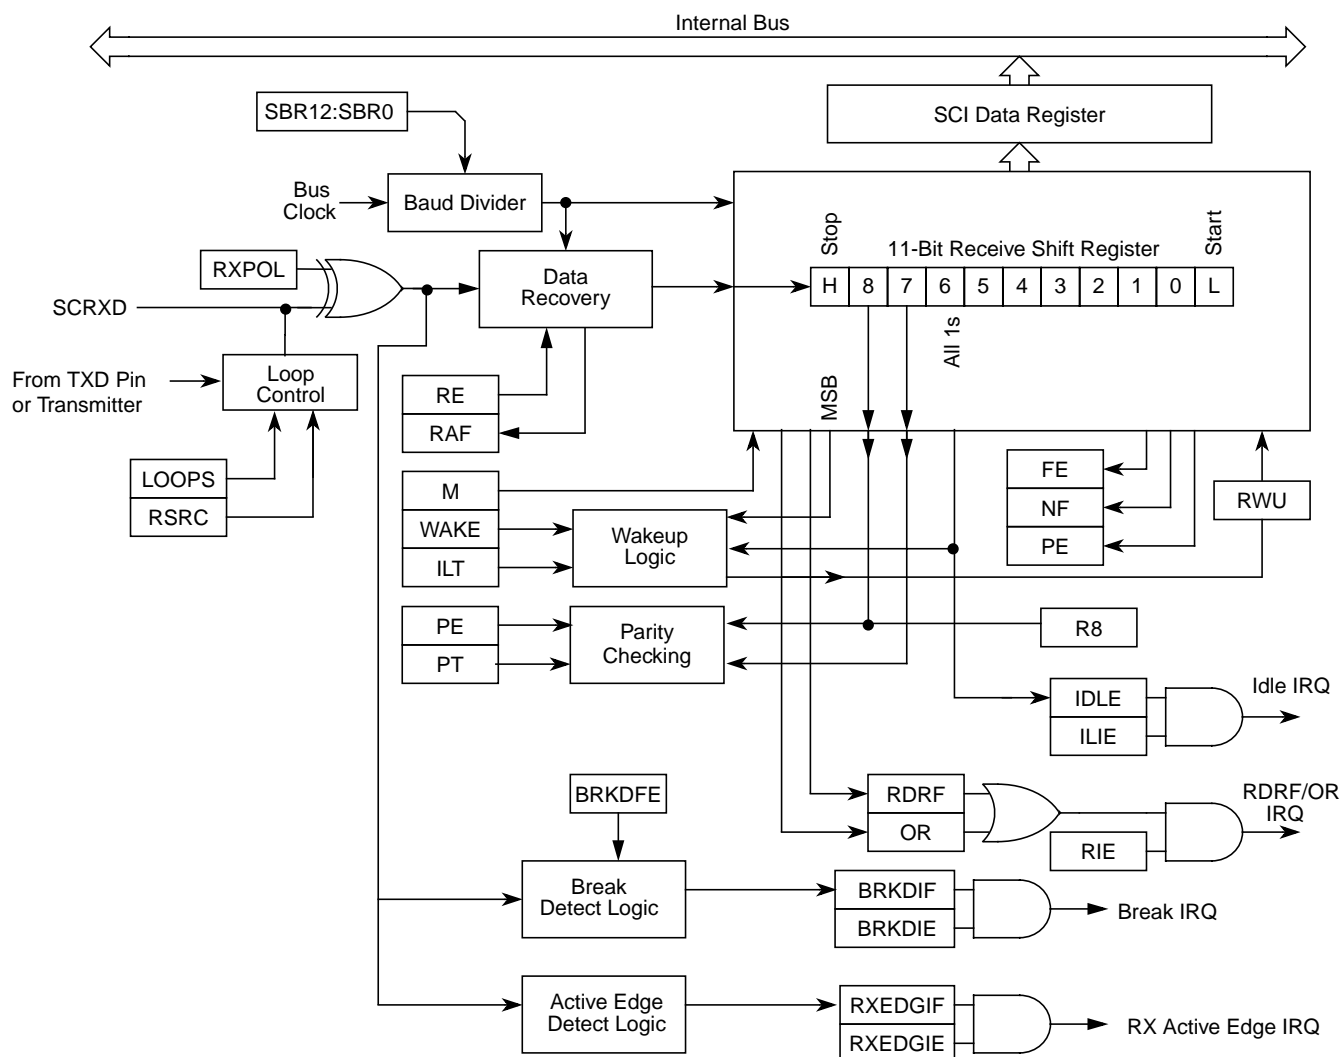 Internal Bus
SBR12:SBR0
SCI Data Register
Bus
Clock
Baud Divider
Stop
11-Bit Receive Shift Register
Start
RXPOL
Data
Recovery
H 8 7 6 5 4 3 2 1 0 L
SCRXD
All 1s
From TXD Pin
or Transmitter
Loop
Control
MSB
RE
RAF
LOOPS
RSRC
M
WAKE
ILT
Wakeup
Logic
FE
NF
PE
RWU
PE
PT
Parity
Checking
R8
IDLE
ILIE
Idle IRQ
BRKDFE
RDRF
OR
RIE
RDRF/OR
IRQ
Break
Detect Logic
BRKDIF
BRKDIE
Break IRQ
Active Edge
Detect Logic
RXEDGIF
RXEDGIE
RX Active Edge IRQ